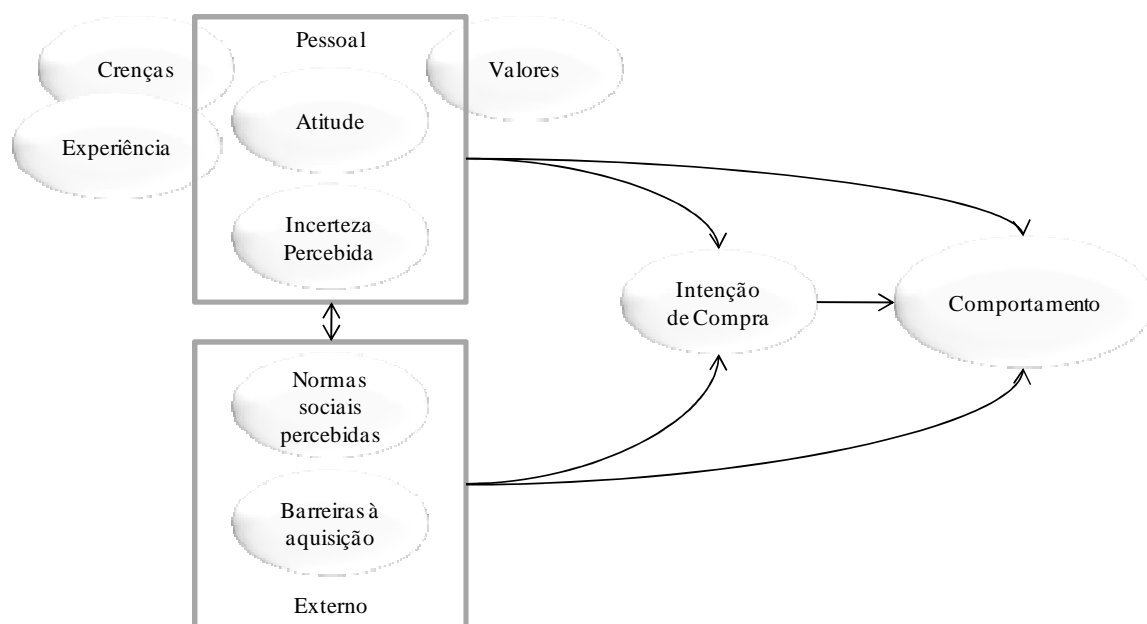 Pessoal
Crenças
Valores
Atitude
Experiência
Incerteza
Percebida
Intenção
de Compra
Comportamento
Normas
sociais
percebidas
Barreiras à
aquisição
Externo